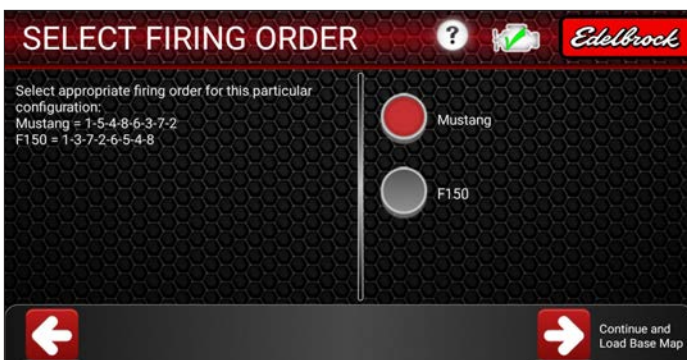 SELECT FIRING ORDER
?
Edelbrock
Select appropriate firing order for this particular
configuration:
Mustang = 1-5-4-8-6-3-7-2
F150 = 1-3-7-2-6-5-4-8
Mustang
F150
Continue and
Load Base Map